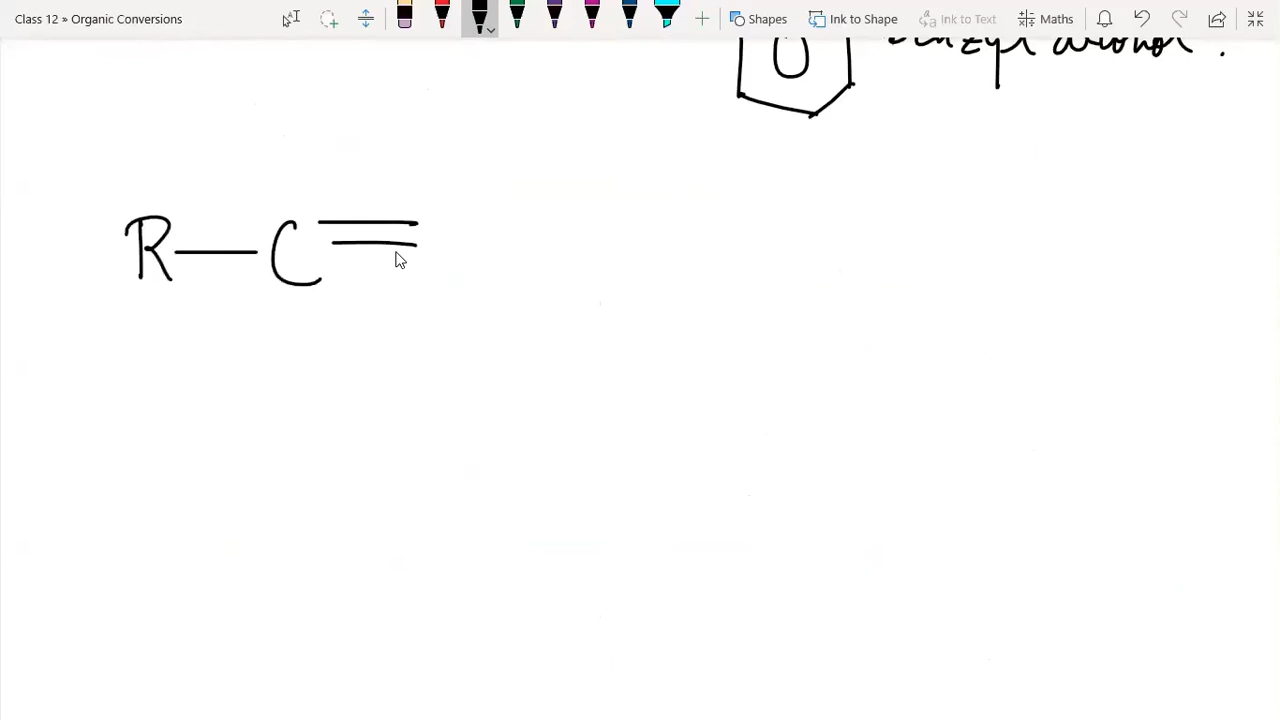 Class 12 » Organic Conversions
Shapes
Ink to Shape
Ink to Text
Maths
R—C=